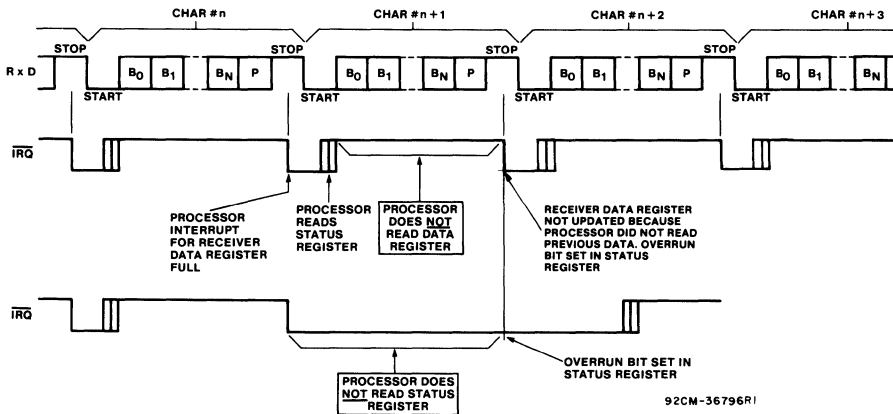 CHAR #n
CHAR #n+1
CHAR #n+2
CHAR #n+3
STOP
STOP
STOP
STOP
R x D
B0
B1
BN
P
B0
B1
BN
P
B0
B1
BN
P
B0
B1
BN
START
START
START
START
IRQ
PROCESSOR
INTERRUPT
FOR RECEIVER
DATA REGISTER
FULL
PROCESSOR
READS
STATUS
REGISTER
PROCESSOR
DOES NOT
READ DATA
REGISTER
RECEIVER DATA REGISTER
NOT UPDATED BECAUSE
PROCESSOR DID NOT READ
PREVIOUS DATA. OVERRUN
BIT SET IN STATUS
REGISTER
IRQ
PROCESSOR DOES
NOT READ STATUS
REGISTER
OVERRUN BIT SET IN
STATUS REGISTER
92CM-36796R1